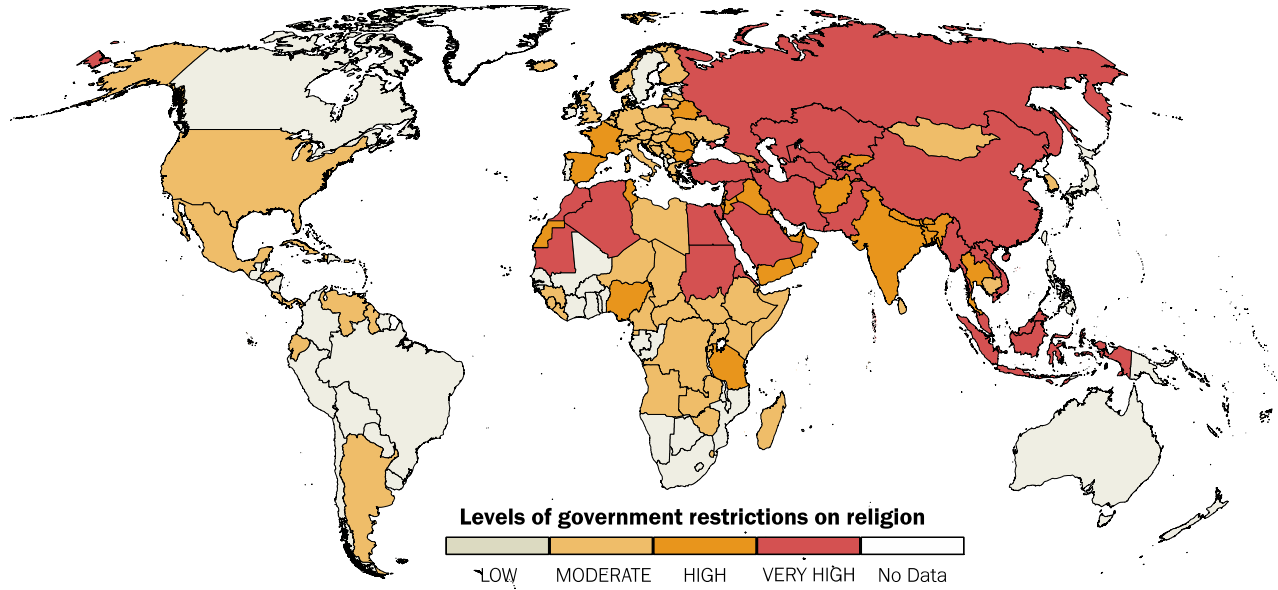 Levels of government restrictions on religion
LOW MODERATE HIGH VERY HIGH No Data